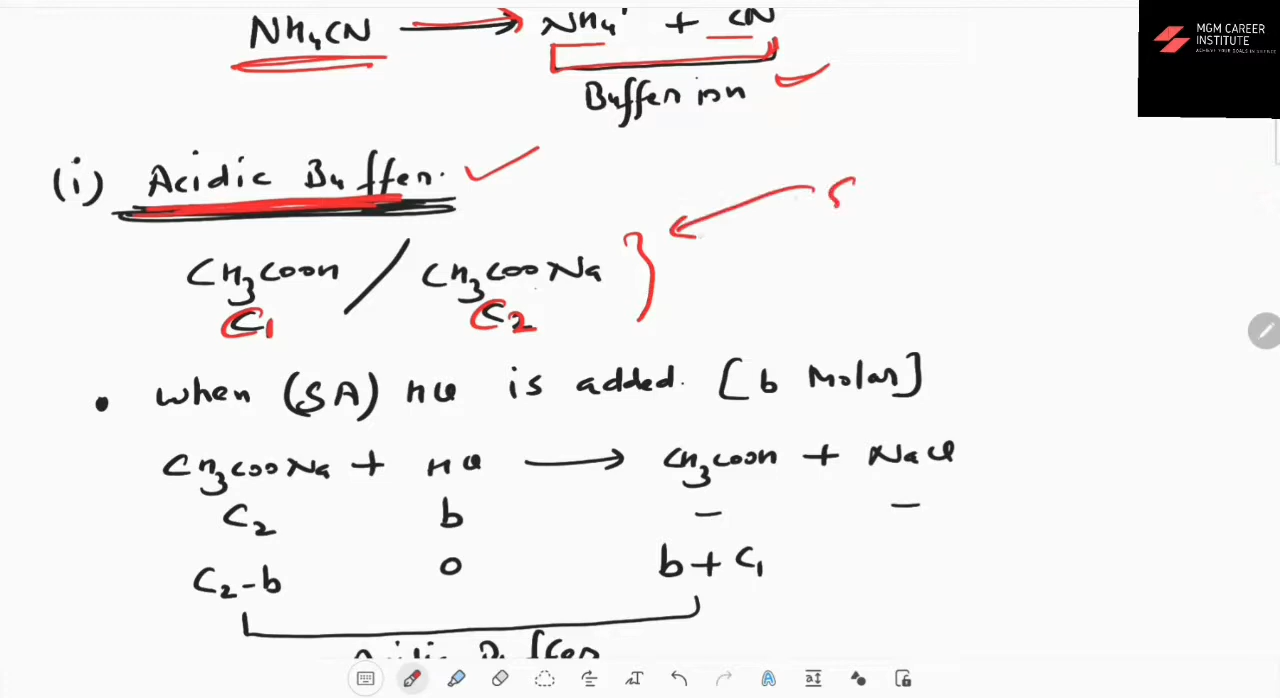 NH4CN → NH4+ + CN
Buffer ion
MGM CAREER
INSTITUTE
(i) Acidic Buffer.
CH3COOH / CH3COONa
C1 C2
• when (SA) HCl is added. [b Molar]
CH3COONa + HCl → CH3COOH + NaCl
C2 b - -
C2-b 0 b+C1